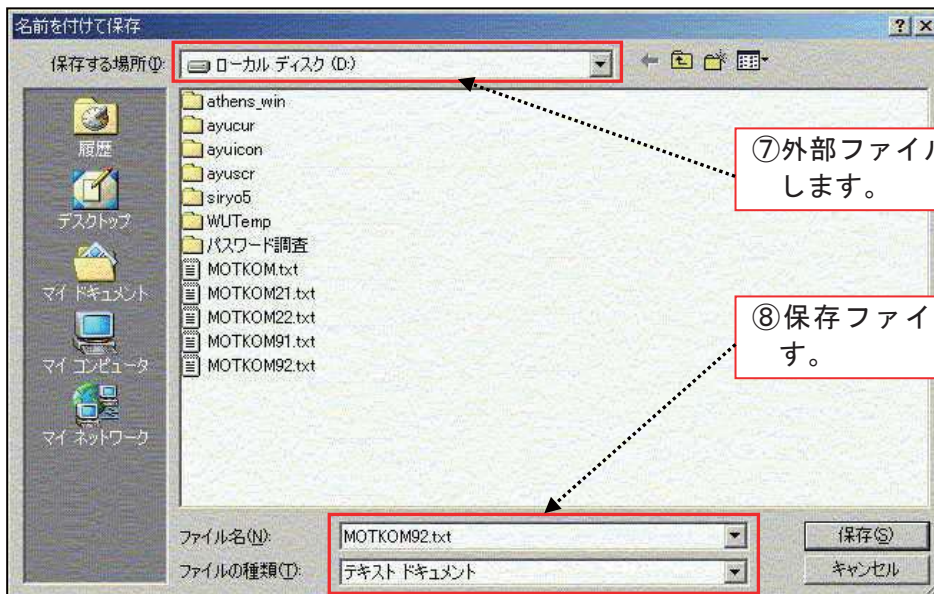 名前を付けて保存
保存する場所(I):
ローカル ディスク (D:)
履歴
デスクトップ
マイ ドキュメント
マイ コンピュータ
マイ ネットワーク
athens_win
ayucur
ayuicon
ayuscr
siryo5
WUTemp
パスワード調査
MOTKOM.txt
MOTKOM21.txt
MOTKOM22.txt
MOTKOM91.txt
MOTKOM92.txt
⑦外部ファイル
します。
⑧保存ファイ
す。
ファイル名(N):
MOTKOM92.txt
保存(S)
ファイルの種類(T):
テキスト ドキュメント
キャンセル